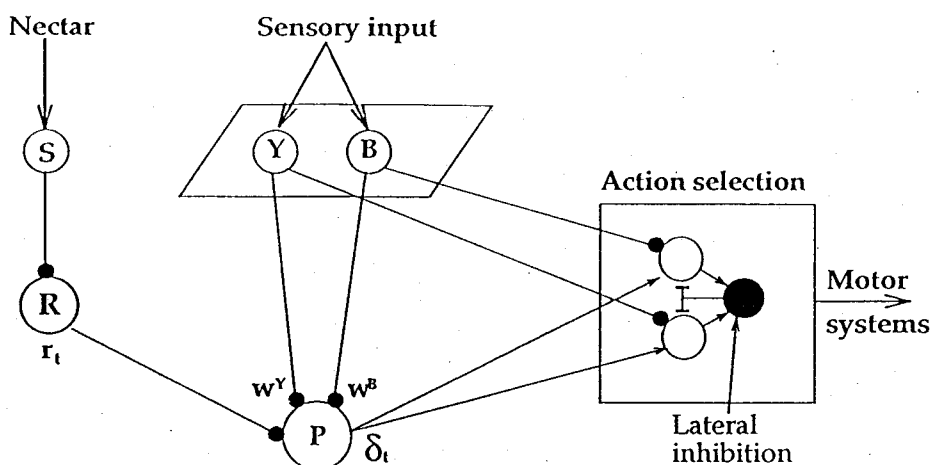 Nectar
Sensory input
S
Y
B
Action selection
R
r_t
Motor
systems
w^Y
w^B
P
δ_t
Lateral
inhibition